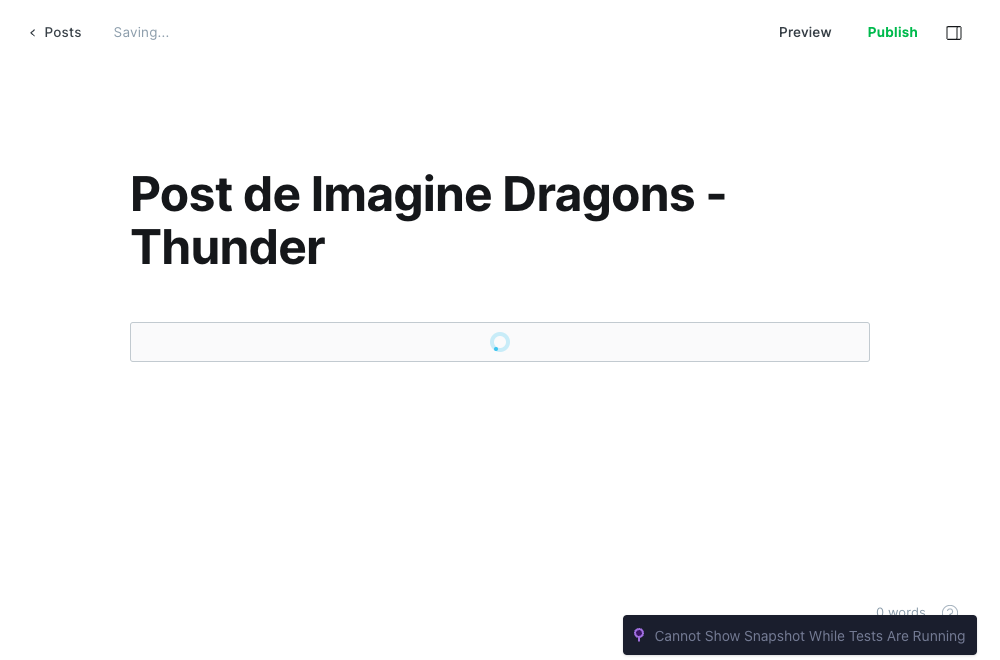 Posts
Saving...
Preview
Publish
Post de Imagine Dragons -
Thunder
0 words
Cannot Show Snapshot While Tests Are Running